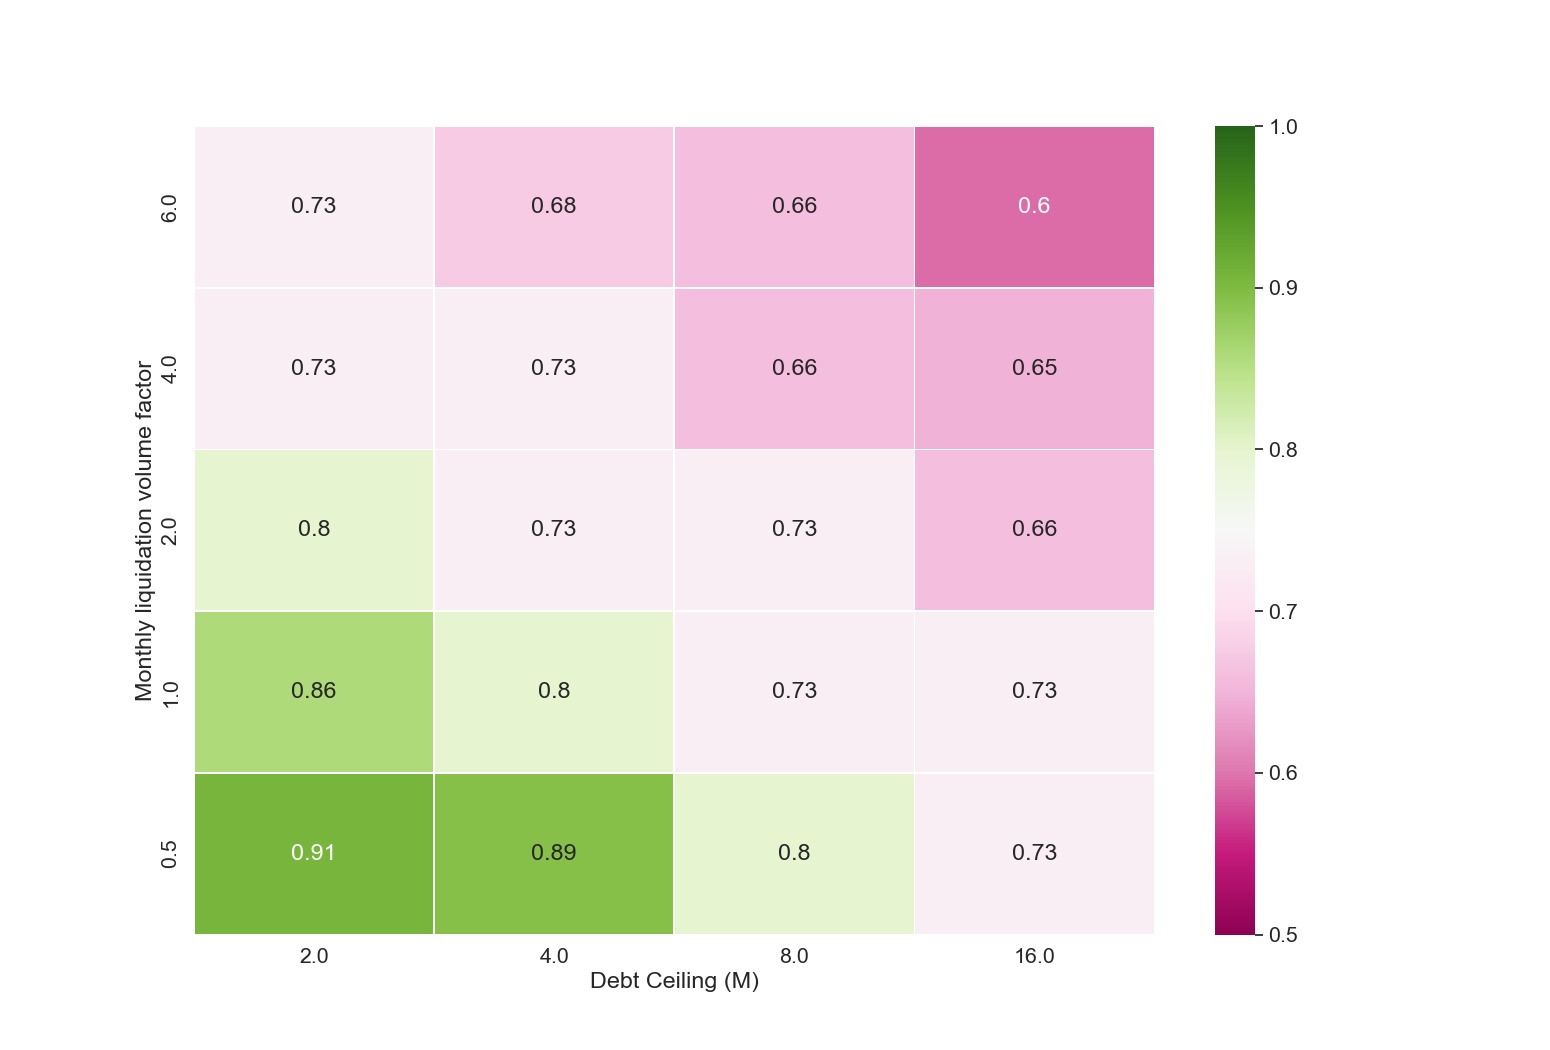 1.0
6.0 0.73 0.68 0.66 0.6
0.9
4.0 0.73 0.73 0.66 0.65
0.8
2.0 0.8 0.73 0.73 0.66
0.7
1.0 0.86 0.8 0.73 0.73
0.6
0.5 0.91 0.89 0.8 0.73
0.5
Monthly liquidation volume factor
2.0 4.0 8.0 16.0
Debt Ceiling (M)